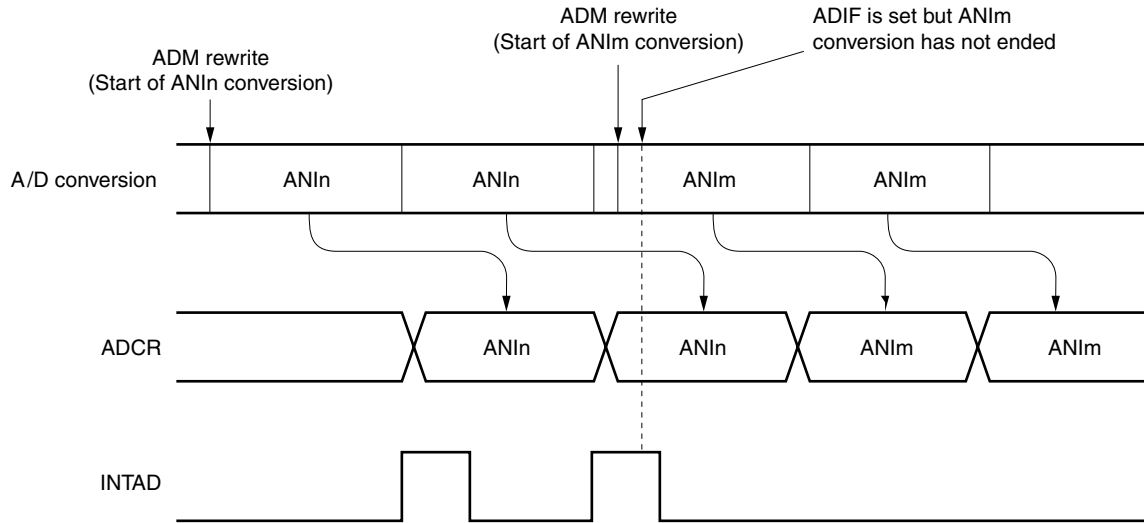 ADM rewrite
(Start of ANIn conversion)
ADM rewrite
(Start of ANIm conversion)
ADIF is set but ANIm
conversion has not ended
A/D conversion
ANIn
ANIn
ANIm
ANIm
ADCR
ANIn
ANIn
ANIm
ANIm
INTAD